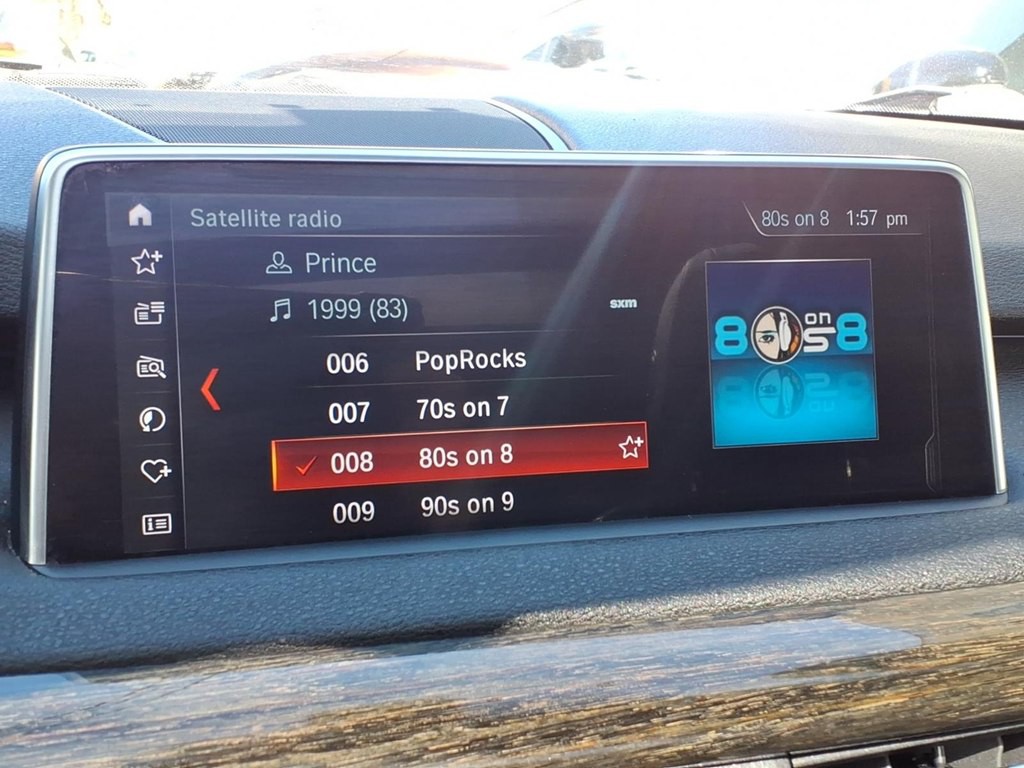 Satellite radio
80s on 8 1:57 pm
Prince
1999 (83)
sxm
006 PopRocks
007 70s on 7
008 80s on 8
009 90s on 9
80s on 8